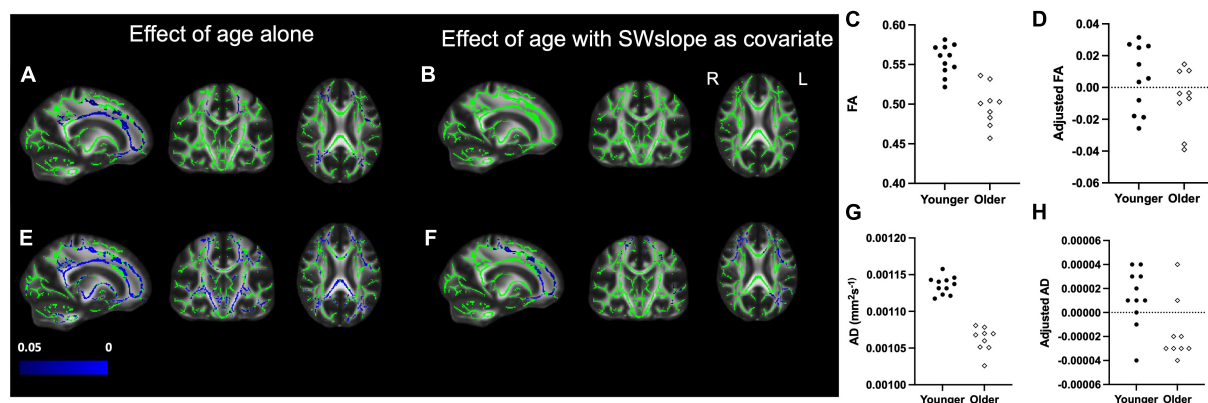 Effect of age alone
Effect of age with SWslope as covariate
A
B
R
L
E
F
0.05
0
C
FA
0.60
0.55
0.50
0.45
0.40
Younger
Older
D
Adjusted FA
0.04
0.02
0.00
-0.02
-0.04
-0.06
Younger
Older
G
AD (mm²s⁻¹)
0.00120
0.00115
0.00110
0.00105
0.00100
Younger
Older
H
Adjusted AD
0.00006
0.00004
0.00002
0.00000
-0.00002
-0.00004
-0.00006
Younger
Older